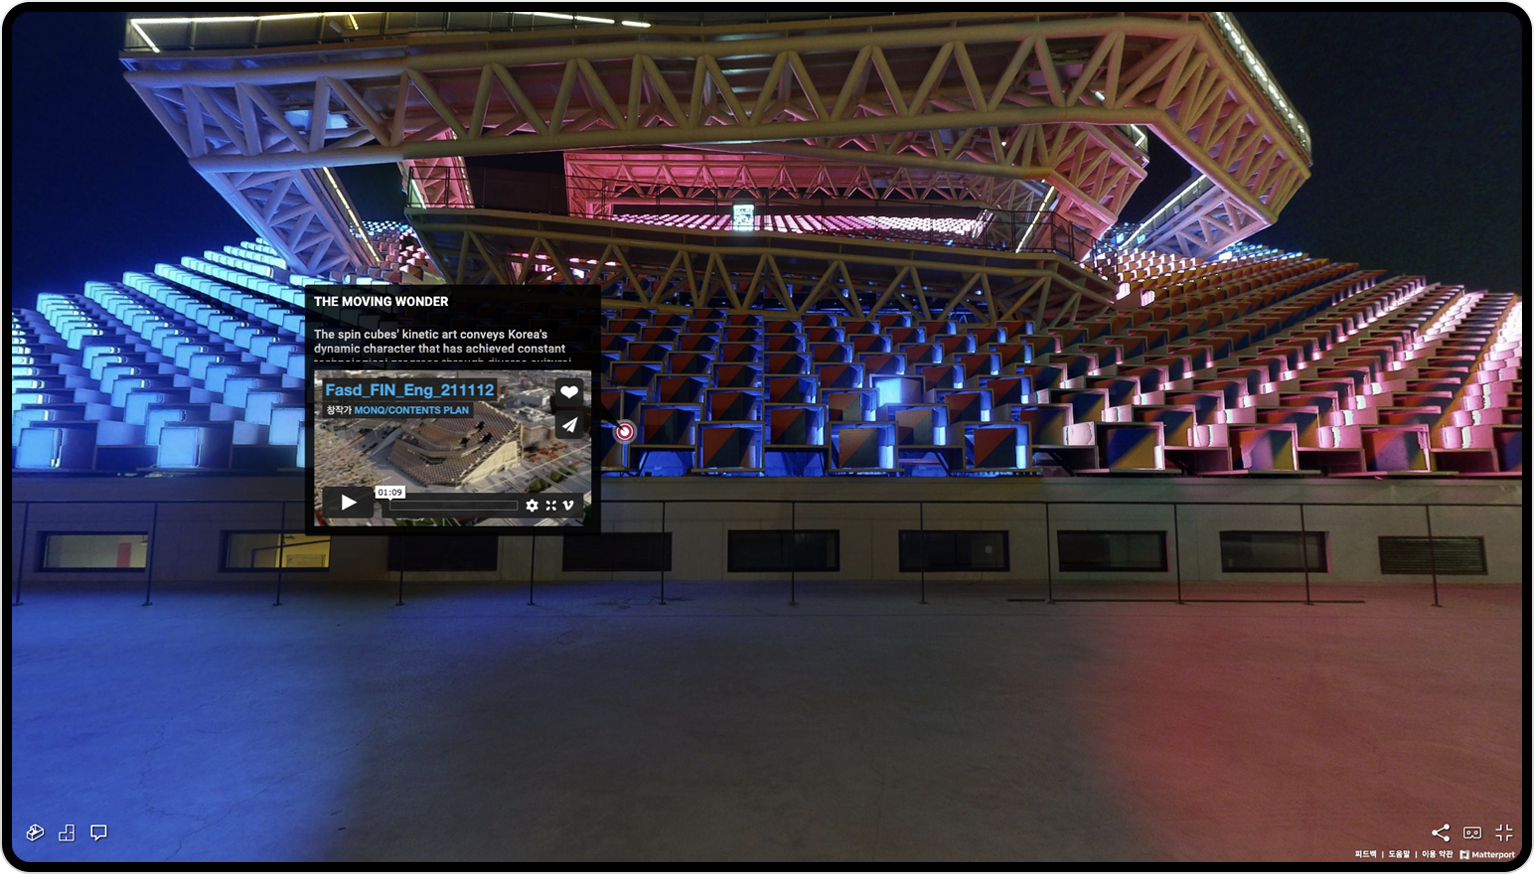 THE MOVING WONDER
The spin cubes' kinetic art conveys Korea's
dynamic character that has achieved constant
Fasd_FIN_Eng_211112
창작가 MONQ/CONTENTS PLAN
01:09
피드백 | 도움말 | 이용 약관 Matterport